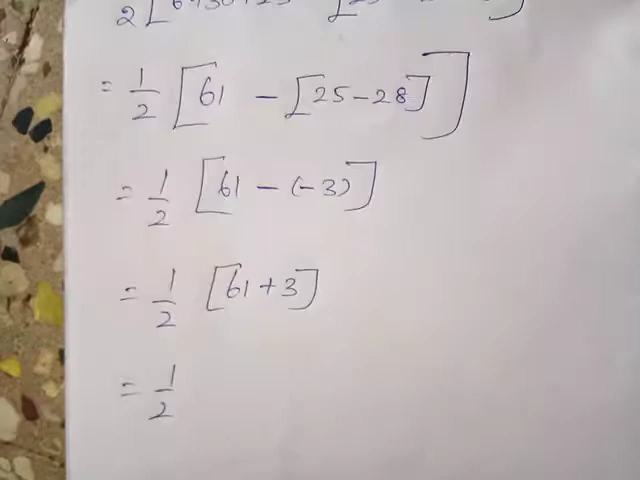 = 1/2 [61 - [25-28]]
= 1/2 [61 - (-3)]
= 1/2 [61+3]
= 1/2